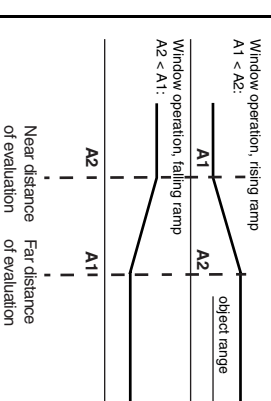 Window operation, rising ramp
A1 < A2:
A1
A2
object range
Window operation, falling ramp
A2 < A1:
A2
A1
Near distance
of evaluation
Far distance
of evaluation